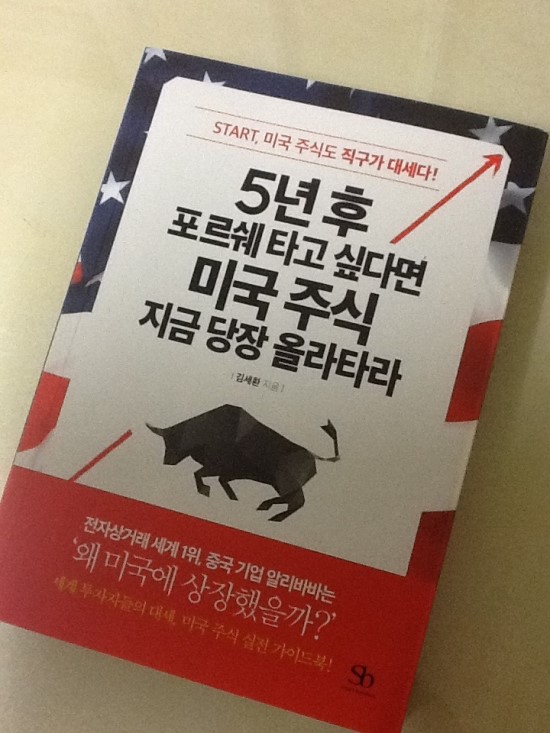 START, 미국 주식도 직구가 대세다!
5년 후
포르쉐 타고 싶다면
미국 주식
지금 당장 올라타라
김세환 지음
전자상거래 세계 1위, 중국 기업 알리바바는
'왜 미국에 상장했을까?'
세계 투자자들의 대세, 미국 주식 실전 가이드북!
Sb